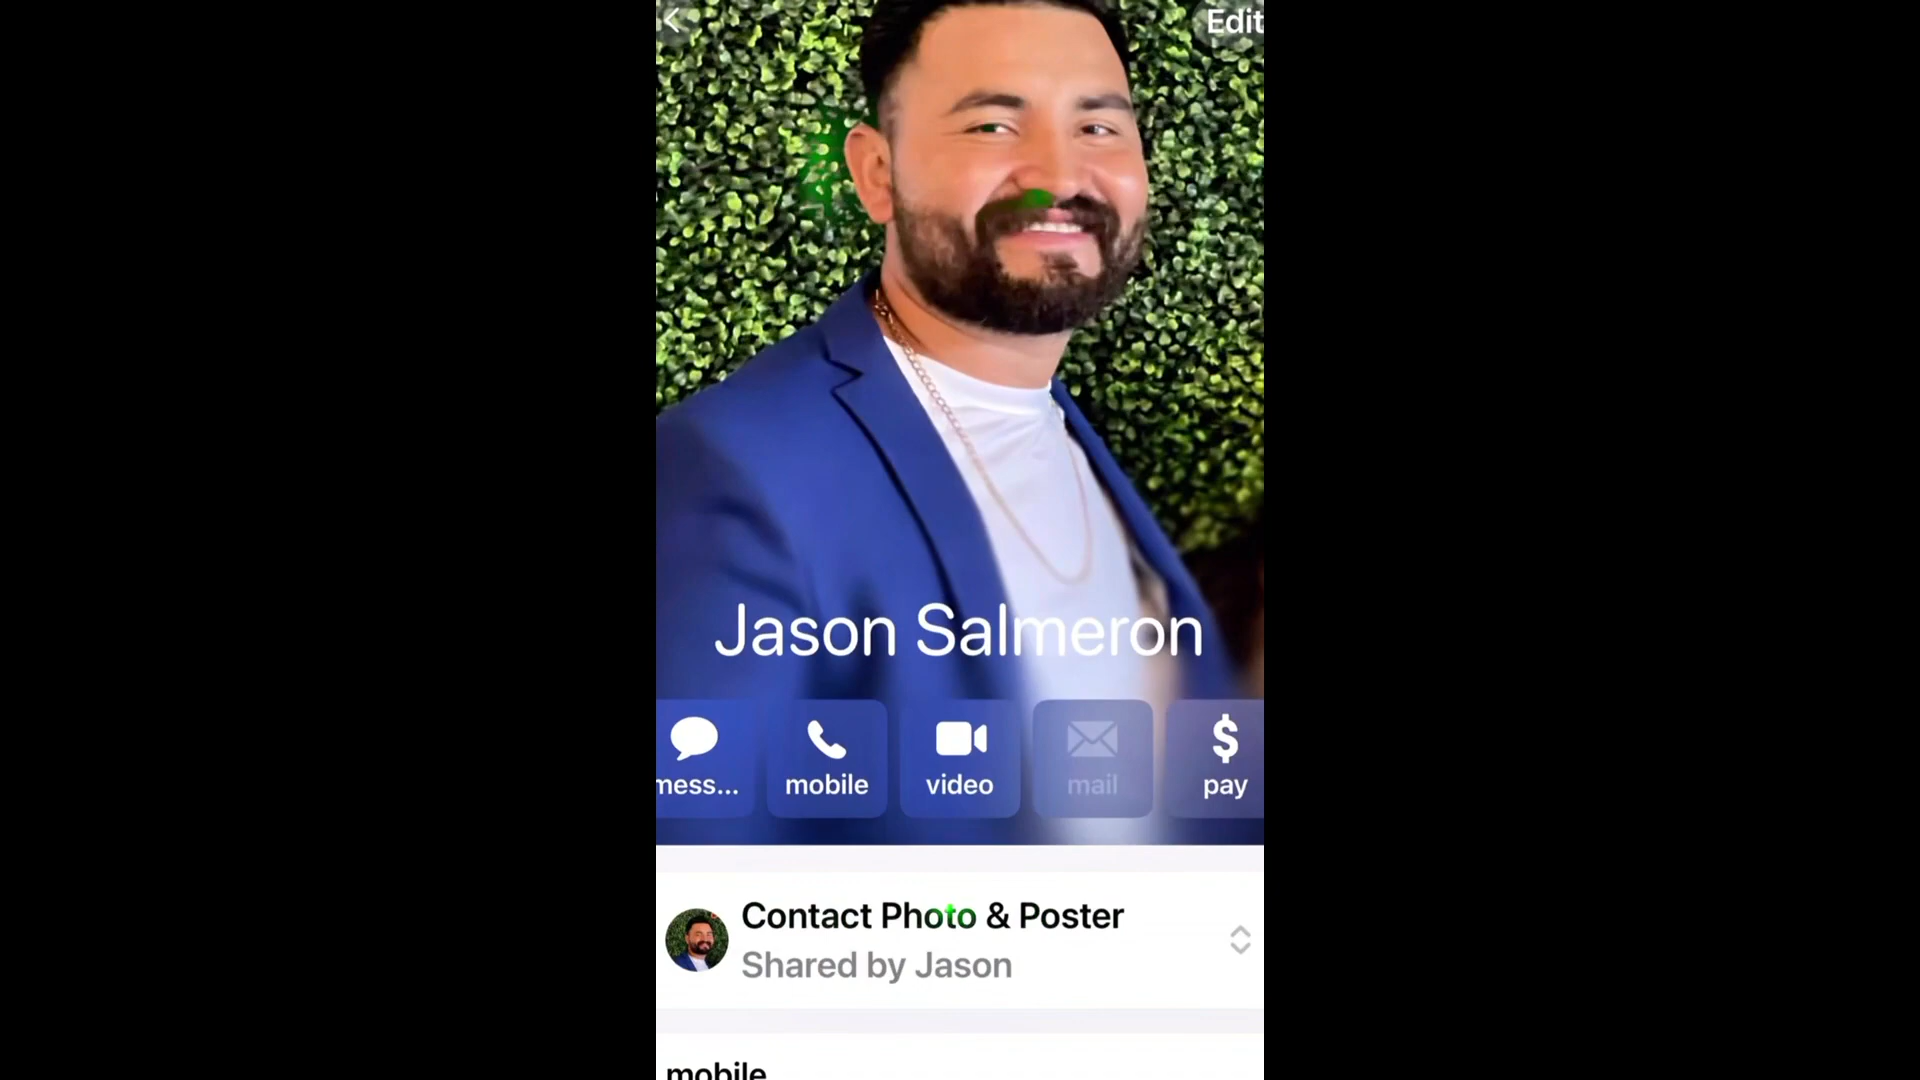 Edit
Jason Salmeron
mess...
mobile
video
mail
pay
Contact Photo & Poster
Shared by Jason
mobile